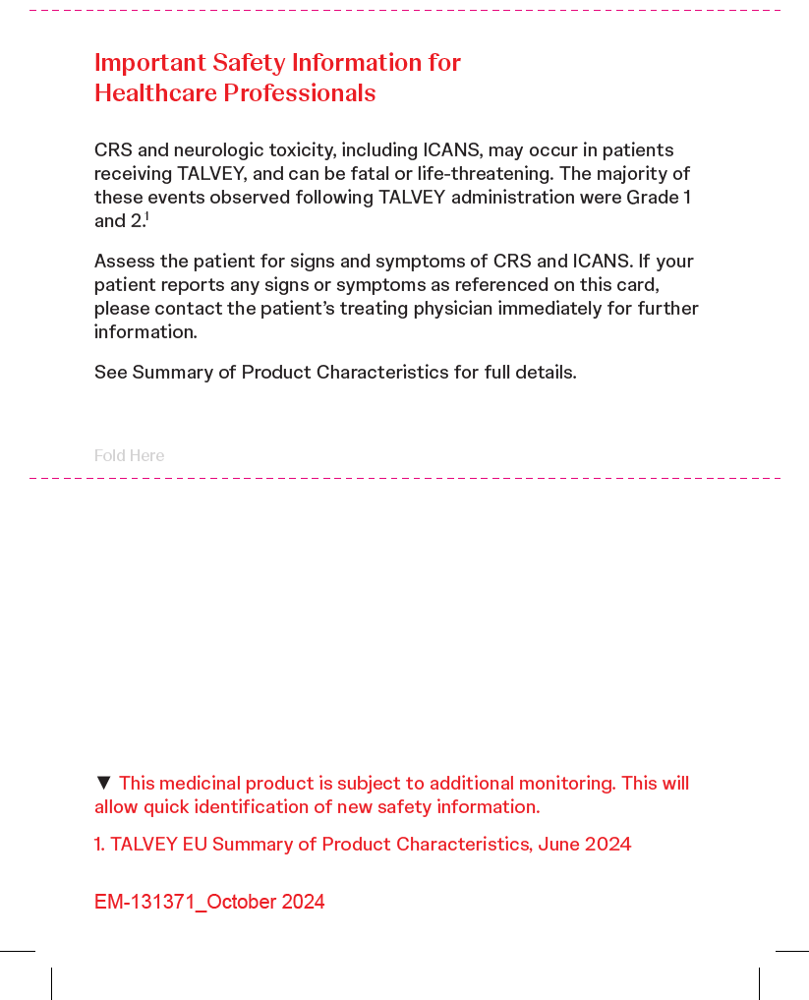 Important Safety Information for
Healthcare Professionals
CRS and neurologic toxicity, including ICANS, may occur in patients
receiving TALVEY, and can be fatal or life-threatening. The majority of
these events observed following TALVEY administration were Grade 1
and 2.¹
Assess the patient for signs and symptoms of CRS and ICANS. If your
patient reports any signs or symptoms as referenced on this card,
please contact the patient’s treating physician immediately for further
information.
See Summary of Product Characteristics for full details.
Fold Here
▼ This medicinal product is subject to additional monitoring. This will
allow quick identification of new safety information.
1. TALVEY EU Summary of Product Characteristics, June 2024
EM-131371_October 2024